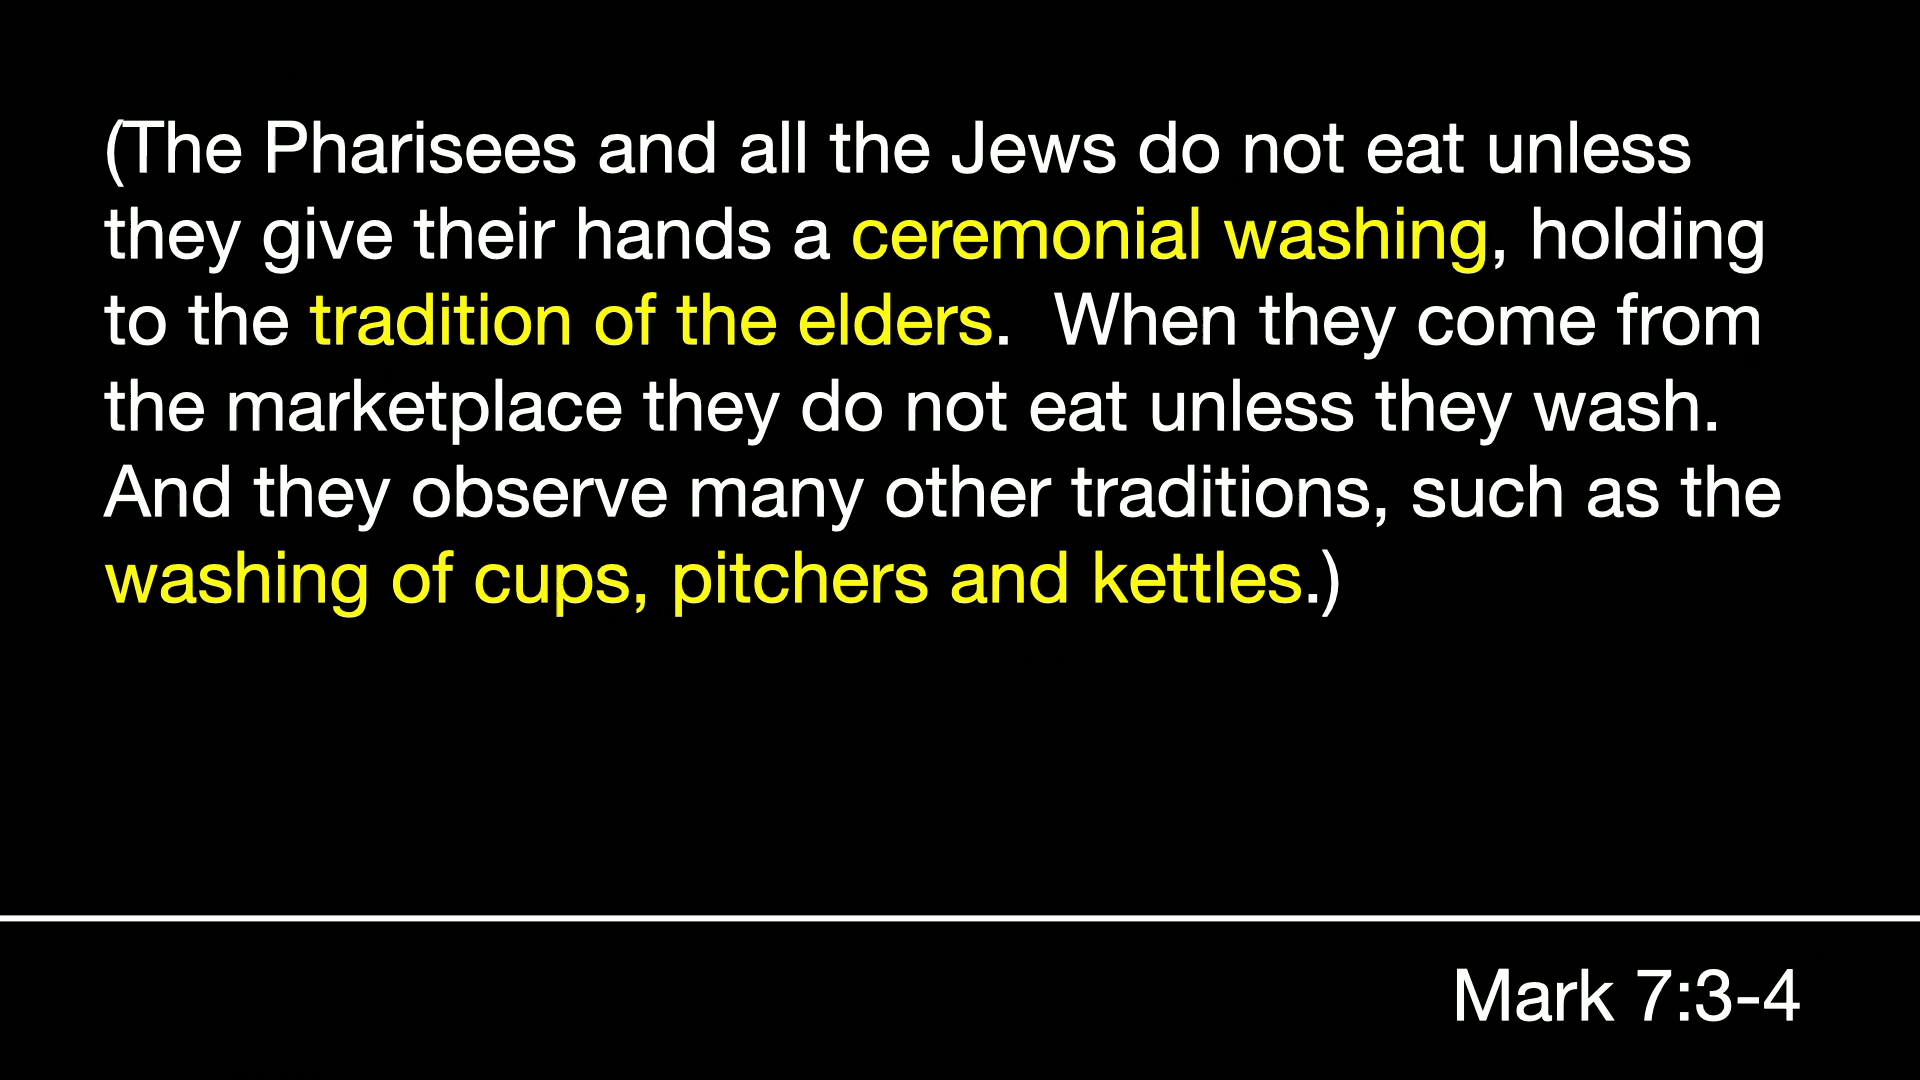 (The Pharisees and all the Jews do not eat unless
they give their hands a ceremonial washing, holding
to the tradition of the elders.  When they come from
the marketplace they do not eat unless they wash.
And they observe many other traditions, such as the
washing of cups, pitchers and kettles.)
Mark 7:3-4